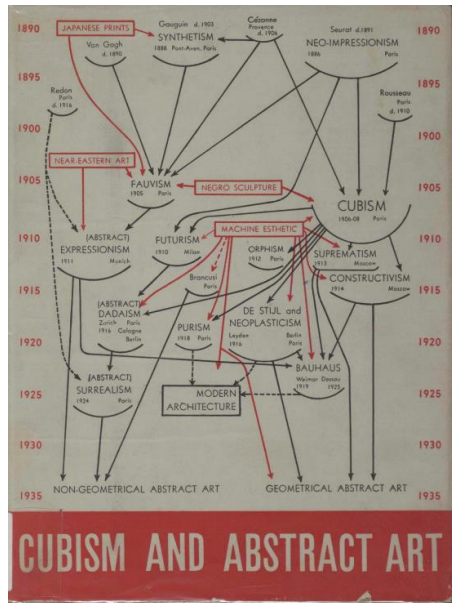 1890
JAPANESE PRINTS
Van Gogh
d. 1890
Gauguin d. 1903
SYNTHETISM
1888 Pont-Aven, Paris
Cézanne
Provence
d. 1906
Seurat d.1891
NEO-IMPRESSIONISM
1886 Paris
1890
1895
1895
Redon
Paris
d. 1916
Rousseau
Paris
d. 1910
1900
1900
NEAR-EASTERN ART
1905
FAUVISM
1905 Paris
NEGRO SCULPTURE
CUBISM
1906-08 Paris
1905
MACHINE ESTHETIC
1910
(ABSTRACT)
EXPRESSIONISM
1911 Munich
FUTURISM
1910 Milan
ORPHISM
1912 Paris
SUPREMATISM
1913 Moscow
1910
Brancusi
Paris
CONSTRUCTIVISM
1914 Moscow
1915
(ABSTRACT)
DADAISM
Zurich Paris
1916 Cologne
Berlin
PURISM
1918 Paris
DE STIJL and
NEOPLASTICISM
Leyden Berlin
1916 Paris
1915
1920
BAUHAUS
Weimar Dessau
1919 1925
1920
1925
(ABSTRACT)
SURREALISM
1924 Paris
MODERN
ARCHITECTURE
1925
1930
1930
1935
NON-GEOMETRICAL ABSTRACT ART
GEOMETRICAL ABSTRACT ART
1935
CUBISM AND ABSTRACT ART